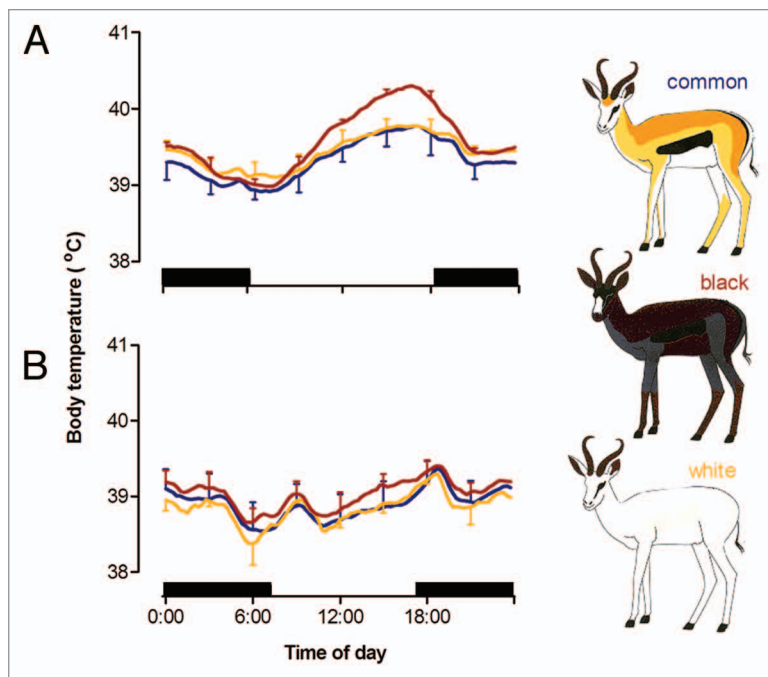 A
41
40
39
38
common
black
white
Body temperature ( °C)
B
41
40
39
38
0:00 6:00 12:00 18:00
Time of day